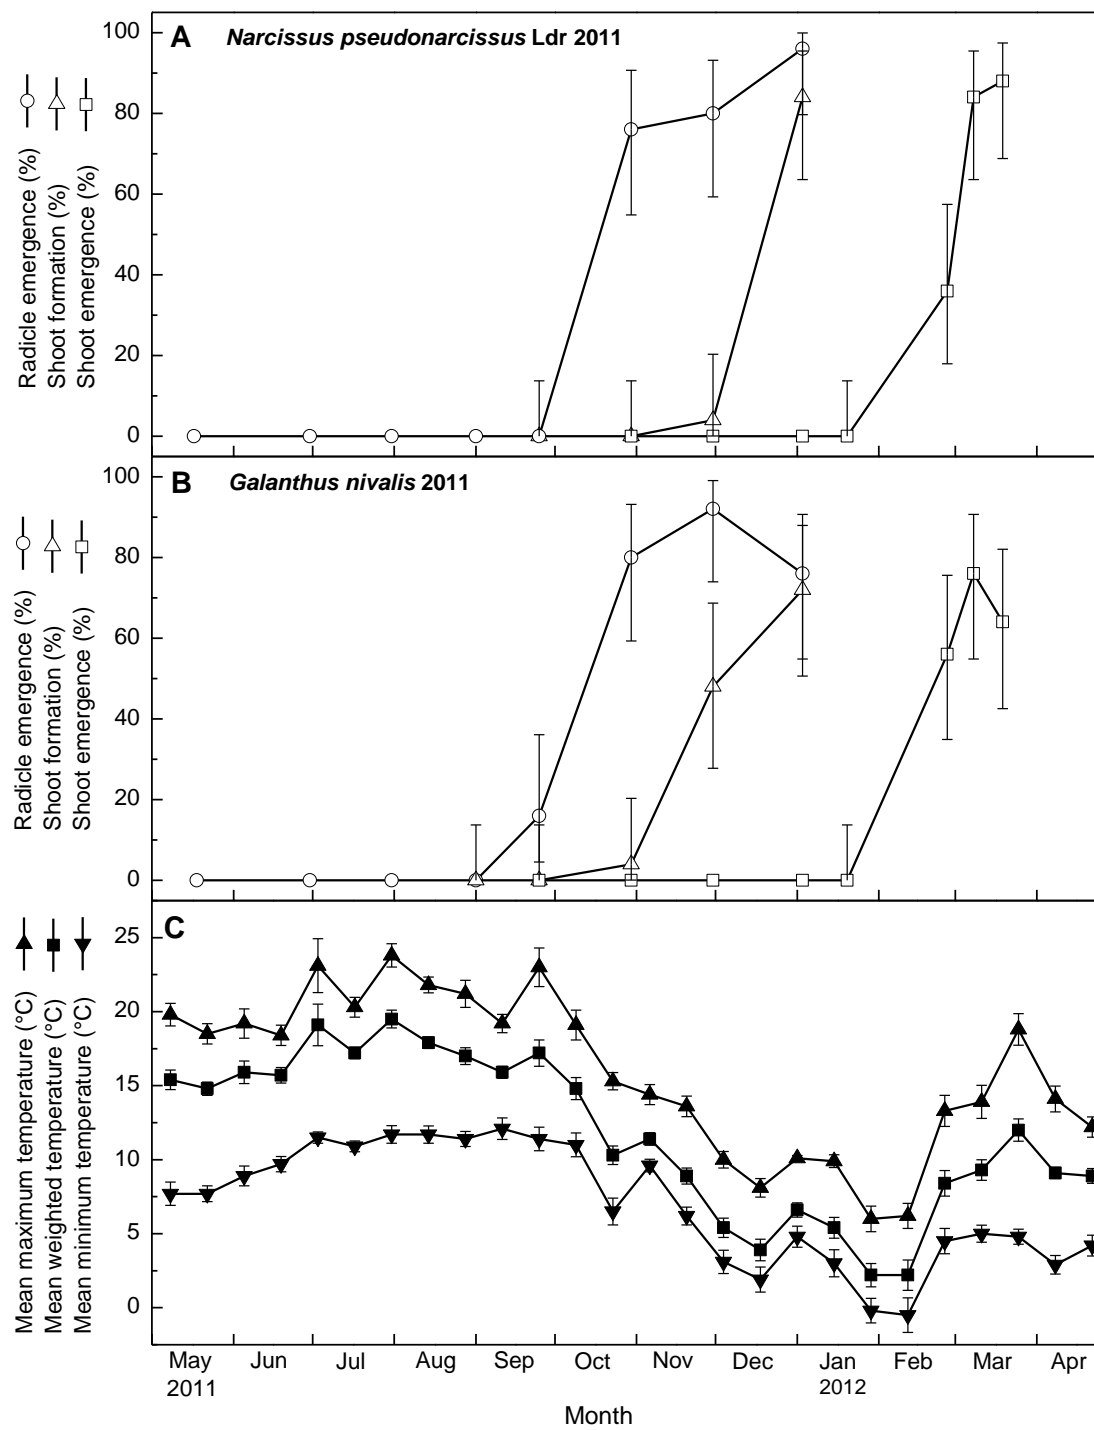 A Narcissus pseudonarcissus Ldr 2011
Radicle emergence (%)
Shoot formation (%)
Shoot emergence (%)
100
80
60
40
20
0
B Galanthus nivalis 2011
Radicle emergence (%)
Shoot formation (%)
Shoot emergence (%)
100
80
60
40
20
0
C
Mean maximum temperature (°C)
Mean weighted temperature (°C)
Mean minimum temperature (°C)
25
20
15
10
5
0
May Jun Jul Aug Sep Oct Nov Dec Jan Feb Mar Apr
2011 2012
Month